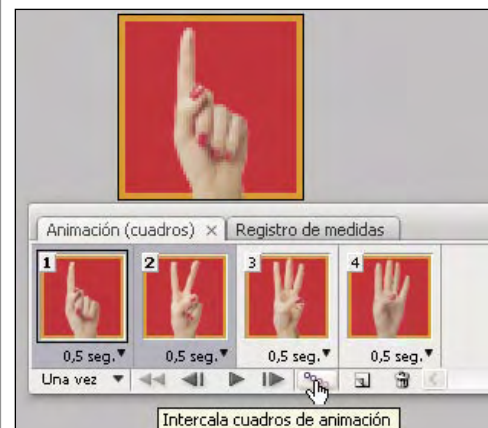 Animación (cuadros) × Registro de medidas
1 2 3 4
0,5 seg. 0,5 seg. 0,5 seg. 0,5 seg.
Una vez
Intercala cuadros de animación